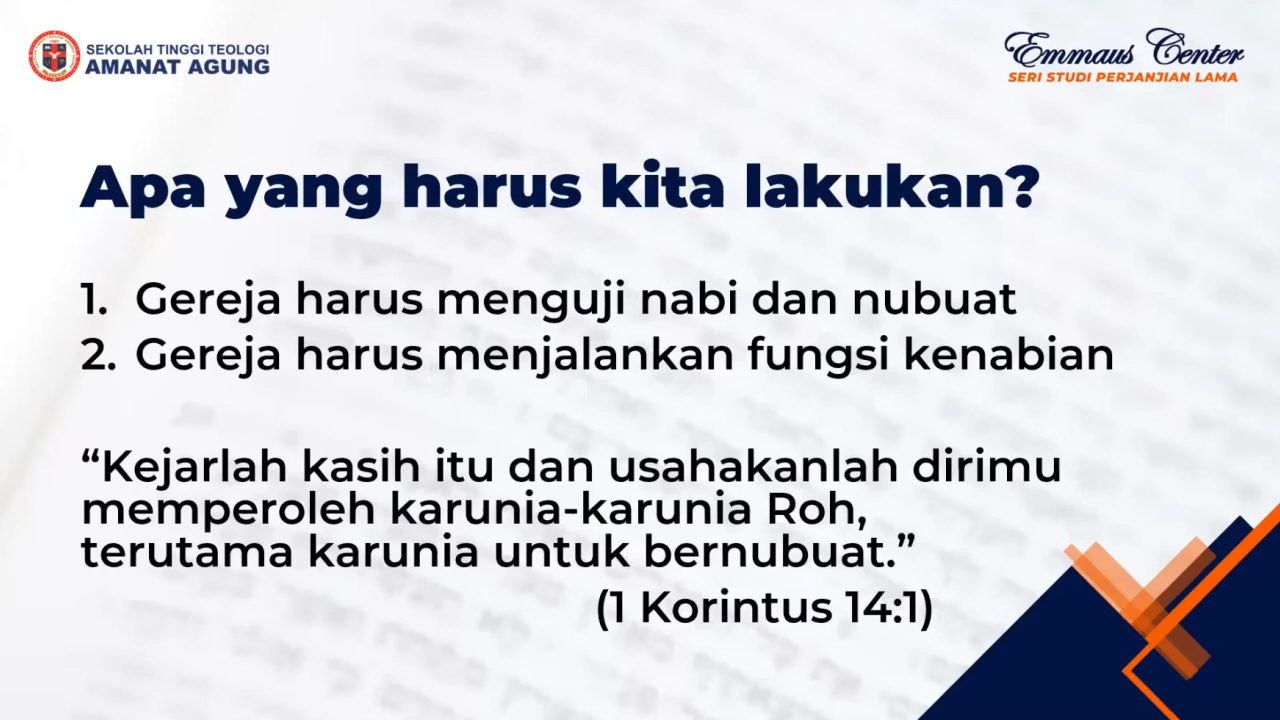 SEKOLAH TINGGI TEOLOGI
AMANAT AGUNG
Emmaus Center
SERI STUDI PERJANJIAN LAMA
Apa yang harus kita lakukan?
1. Gereja harus menguji nabi dan nubuat
2. Gereja harus menjalankan fungsi kenabian
“Kejarlah kasih itu dan usahakanlah dirimu
memperoleh karunia-karunia Roh,
terutama karunia untuk bernubuat.”
(1 Korintus 14:1)